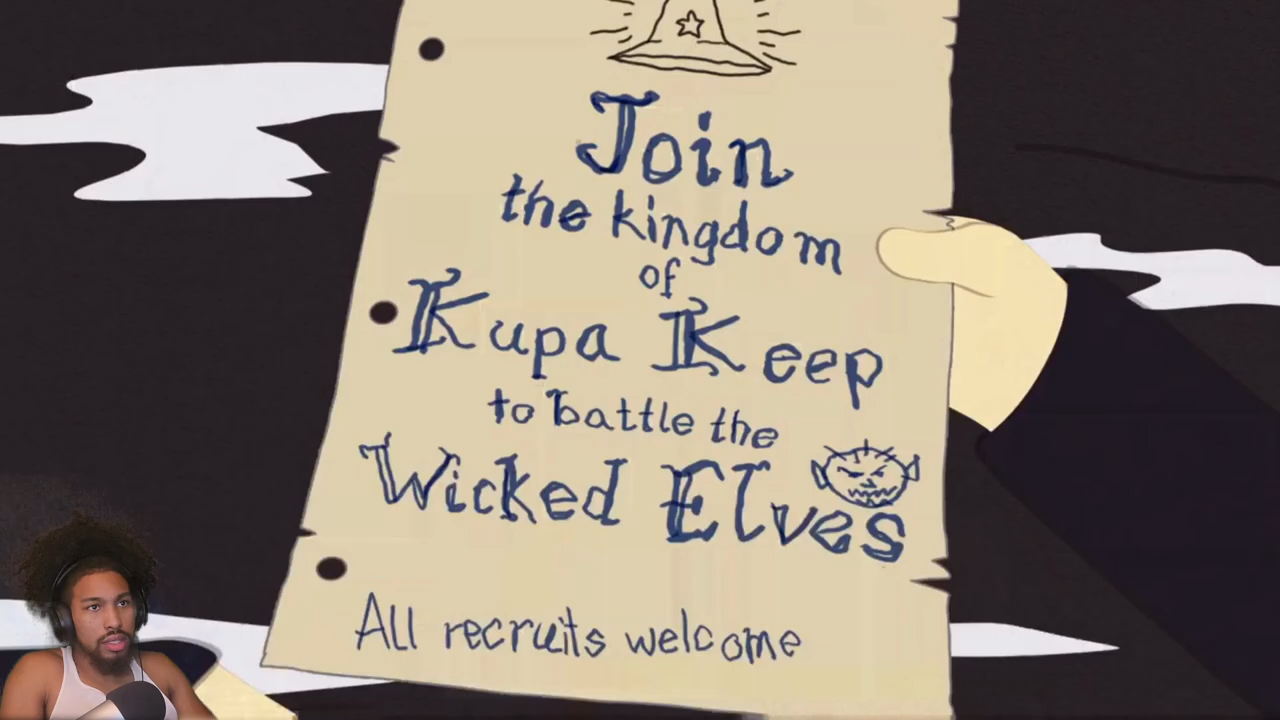 Join
the kingdom
of
Kupa Keep
to battle the
Wicked Elves
All recruits welcome